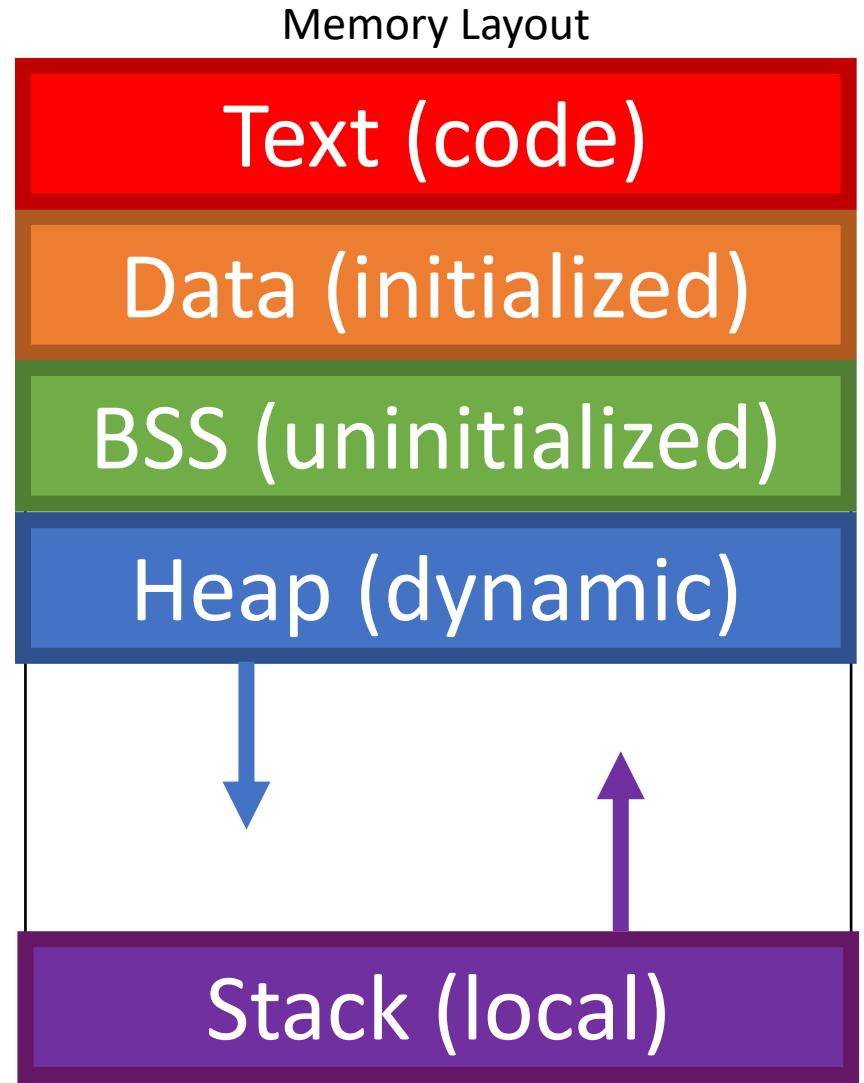 Memory Layout
Text (code)
Data (initialized)
BSS (uninitialized)
Heap (dynamic)
Stack (local)